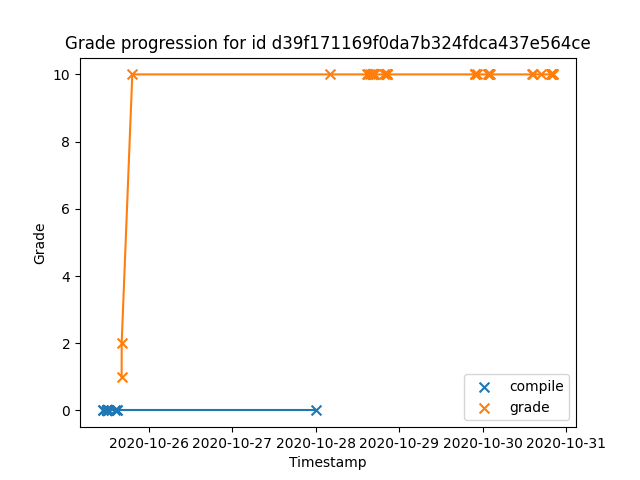 Grade progression for id d39f171169f0da7b324fdca437e564ce
Grade
10
8
6
4
2
0
compile
grade
2020-10-26 2020-10-27 2020-10-28 2020-10-29 2020-10-30 2020-10-31
Timestamp